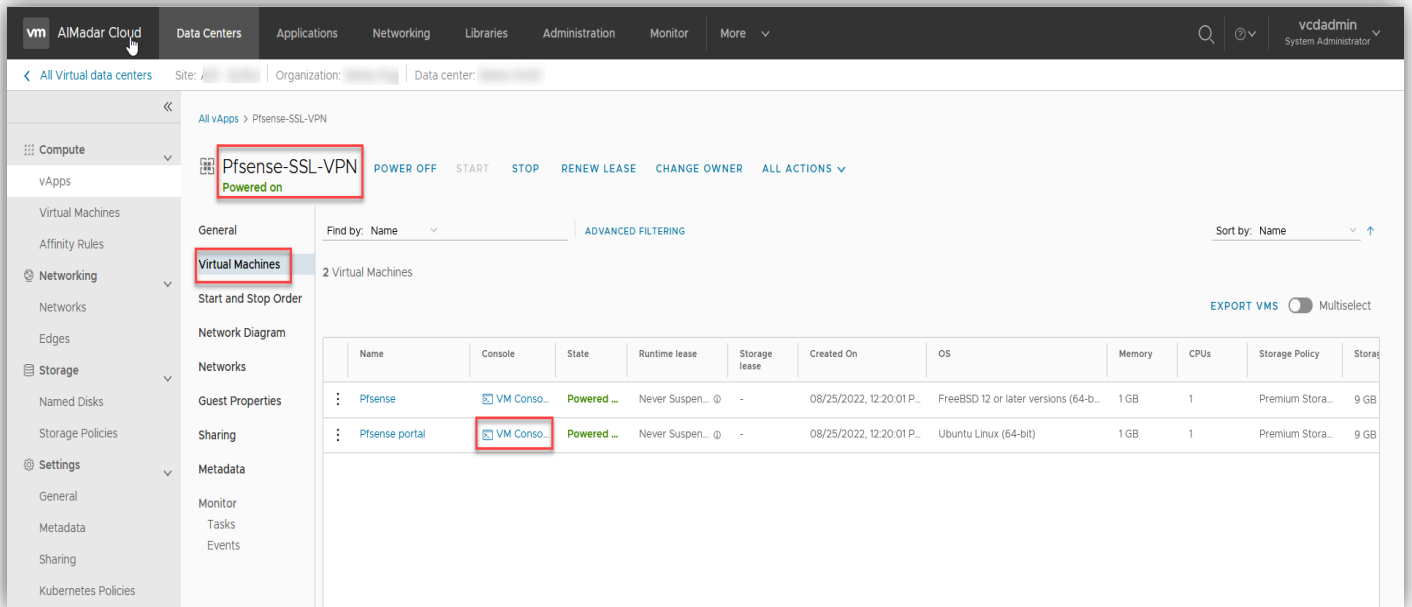 vm AlMadar Cloud Data Centers Applications Networking Libraries Administration Monitor More vcdadmin
System Administrator
All Virtual data centers Site: Organization: Data center:
All vApps > Pfsense-SSL-VPN
Compute
vApps
Virtual Machines
Affinity Rules
Networking
Networks
Edges
Storage
Named Disks
Storage Policies
Settings
General
Metadata
Sharing
Kubernetes Policies
Pfsense-SSL-VPN POWER OFF START STOP RENEW LEASE CHANGE OWNER ALL ACTIONS
Powered on
General
Virtual Machines
Start and Stop Order
Network Diagram
Networks
Guest Properties
Sharing
Metadata
Monitor
Tasks
Events
Find by: Name ADVANCED FILTERING Sort by: Name
2 Virtual Machines
EXPORT VMS Multiselect
Name Console State Runtime lease Storage lease Created On OS Memory CPUs Storage Policy Storag
Pfsense VM Conso... Powered ... Never Suspen... - 08/25/2022, 12:20:01 P... FreeBSD 12 or later versions (64-b... 1 GB 1 Premium Stora... 9 GB
Pfsense portal VM Conso... Powered ... Never Suspen... - 08/25/2022, 12:20:01 P... Ubuntu Linux (64-bit) 1 GB 1 Premium Stora... 9 GB